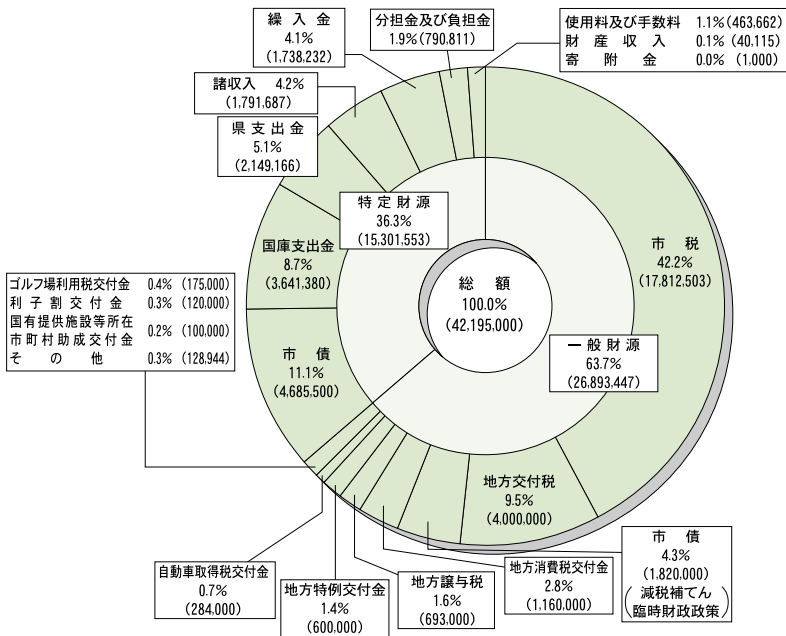 繰入金
4.1%
(1,738,232)
分担金及び負担金
1.9%(790,811)
使用料及び手数料 1.1%(463,662)
財産収入 0.1%(40,115)
寄附金 0.0%(1,000)
諸収入 4.2%
(1,791,687)
県支出金
5.1%
(2,149,166)
特定財源
36.3%
(15,301,553)
市税
42.2%
(17,812,503)
国庫支出金
8.7%
(3,641,380)
総額
100.0%
(42,195,000)
ゴルフ場利用税交付金 0.4% (175,000)
利子割交付金 0.3% (120,000)
国有提供施設等所在
市町村助成交付金 0.2% (100,000)
その他 0.3% (128,944)
市債
11.1%
(4,685,500)
一般財源
63.7%
(26,893,447)
地方交付税
9.5%
(4,000,000)
市債
4.3%
(1,820,000)
(減税補てん
臨時財政政策)
地方消費税交付金
2.8%
(1,160,000)
地方譲与税
1.6%
(693,000)
地方特例交付金
1.4%
(600,000)
自動車取得税交付金
0.7%
(284,000)